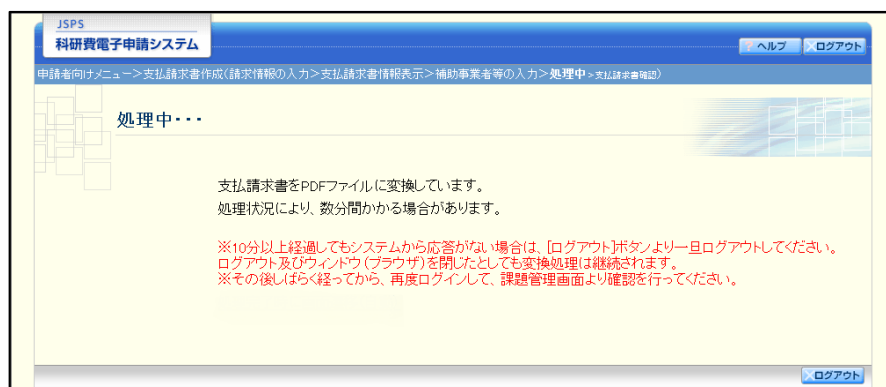 JSPS
科研費電子申請システム
?ヘルプ
ログアウト
申請者向けメニュー>支払請求書作成(請求情報の入力>支払請求書情報表示>補助事業者等の入力>処理中>支払請求書確認)
処理中・・・
支払請求書をPDFファイルに変換しています。
処理状況により、数分間かかる場合があります。
※10分以上経過してもシステムから応答がない場合は、[ログアウト]ボタンより一旦ログアウトしてください。
ログアウト及びウィンドウ(ブラウザ)を閉じたとしても変換処理は継続されます。
※その後しばらく経ってから、再度ログインして、課題管理画面より確認を行ってください。
ログアウト